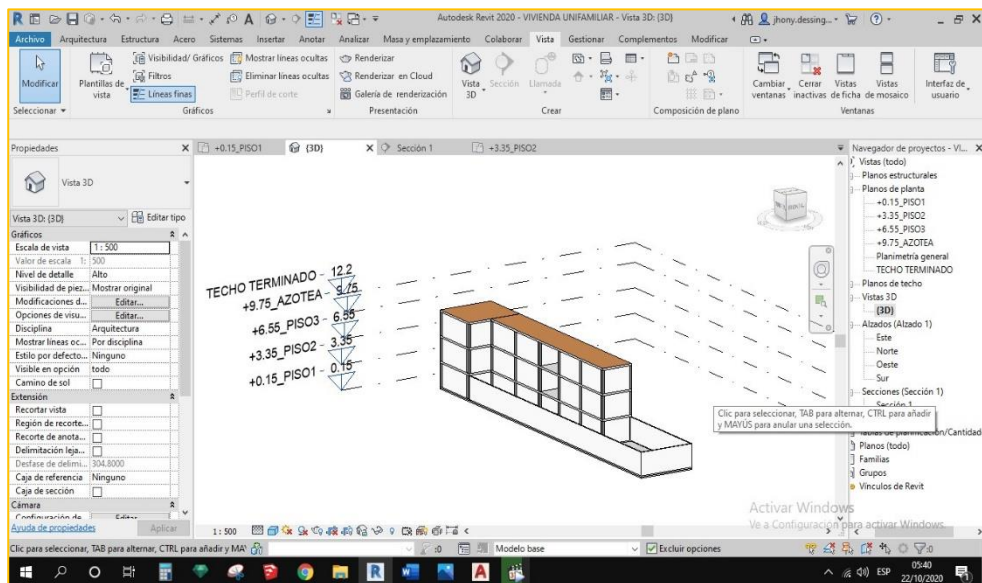 Autodesk Revit 2020 - VIVIENDA UNIFAMILIAR - Vista 3D: {3D}
jhony.dessing...
Archivo Arquitectura Estructura Acero Sistemas Insertar Anotar Analizar Masa y emplazamiento Colaborar Vista Gestionar Complementos Modificar
Modificar
Plantillas de vista
Visibilidad/ Gráficos
Filtros
Líneas finas
Mostrar líneas ocultas
Eliminar líneas ocultas
Perfil de corte
Renderizar
Renderizar en Cloud
Galería de renderización
Vista 3D
Sección
Llamada
Cambiar ventanas
Cerrar inactivas
Vistas de ficha
Vistas de mosaico
Interfaz de usuario
Seleccionar
Gráficos
Presentación
Crear
Composición de plano
Ventanas
Propiedades
+0.15_PISO1
{3D}
Sección 1
+3.35_PISO2
Navegador de proyectos - VI...
Vista 3D
Vista 3D: {3D}
Editar tipo
Gráficos
Escala de vista 1 : 500
Valor de escala 1: 500
Nivel de detalle Alto
Visibilidad de piez... Mostrar original
Modificaciones d... Editar...
Opciones de visu... Editar...
Disciplina Arquitectura
Mostrar líneas oc... Por disciplina
Estilo por defecto... Ninguno
Visible en opción todo
Camino de sol
Extensión
Recortar vista
Región de recorte...
Recorte de anota...
Delimitación leja...
Desfase de delimi... 304.8000
Caja de referencia Ninguno
Caja de sección
Cámara
Configuración de Editar
Ayuda de propiedades
Aplicar
TECHO TERMINADO - 12.2
+9.75_AZOTEA - 9.75
+6.55_PISO3 - 6.55
+3.35_PISO2 - 3.35
+0.15_PISO1 - 0.15
Clic para seleccionar, TAB para alternar, CTRL para añadir
y MAYÚS para anular una selección.
Vistas (todo)
Planos estructurales
Planos de planta
+0.15_PISO1
+3.35_PISO2
+6.55_PISO3
+9.75_AZOTEA
Planimetría general
TECHO TERMINADO
Planos de techo
Vistas 3D
{3D}
Alzados (Alzado 1)
Este
Norte
Oeste
Sur
Secciones (Sección 1)
Sección 1
Tablas de planificación/Cantidad
Planos (todo)
Familias
Grupos
Vínculos de Revit
Activar Windows
Ve a Configuración para activar Windows.
1 : 500
Clic para seleccionar, TAB para alternar, CTRL para añadir y MAY
:0
Modelo base
Excluir opciones
:0
ESP
05:40
22/10/2020